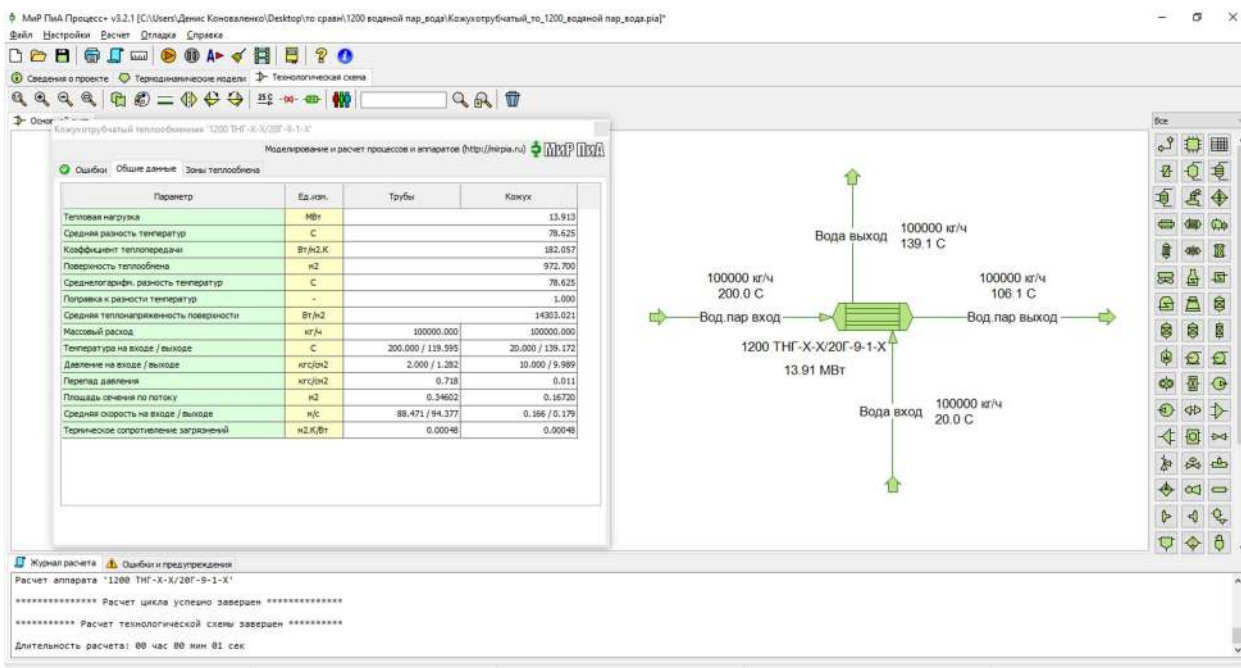 МиР ПиА Процесс+ v3.2.1 [C:\Users\Денис Коноваленко\Desktop\то сравн\1200 водяной пар_вода\Кожухотрубчатый_то_1200_водяной пар_вода.pia]*
Файл Настройки Расчет Отладка Справка
Сведения о проекте Термодинамические модели Технологическая схема
Кожухотрубчатый теплообменник '1200 ТНГ-Х-Х/20Г-9-1-Х'
Все
Моделирование и расчет процессов и аппаратов (http://mirpia.ru) МИР ПИА
Ошибки Общие данные Зоны теплообмена
Параметр Ед.изм. Трубы Кожух
Тепловая нагрузка МВт 13.913
Средняя разность температур С 78.625
Коэффициент теплопередачи Вт/м2.К 182.057
Поверхность теплообмена м2 972.700
Среднелогарифм. разность температур С 78.625
Поправка к разности температур - 1.000
Средняя теплонапряженность поверхности Вт/м2 14303.021
Массовый расход кг/ч 100000.000 100000.000
Температура на входе / выходе С 200.000 / 119.595 20.000 / 139.172
Давление на входе / выходе кгс/см2 2.000 / 1.282 10.000 / 9.989
Перепад давления кгс/см2 0.718 0.011
Площадь сечения по потоку м2 0.34602 0.16720
Средняя скорость на входе / выходе м/с 88.471 / 94.377 0.166 / 0.179
Термическое сопротивление загрязнений м2.К/Вт 0.00048 0.00048
Вода выход
100000 кг/ч
139.1 С
100000 кг/ч
200.0 С
Вод.пар вход
100000 кг/ч
106.1 С
Вод.пар выход
1200 ТНГ-Х-Х/20Г-9-1-Х
13.91 МВт
Вода вход
100000 кг/ч
20.0 С
Журнал расчета Ошибки и предупреждения
Расчет аппарата '1200 ТНГ-Х-Х/20Г-9-1-Х'
*************** Расчет цикла успешно завершен **************
*********** Расчет технологической схемы завершен **********
Длительность расчета: 00 час 00 мин 01 сек